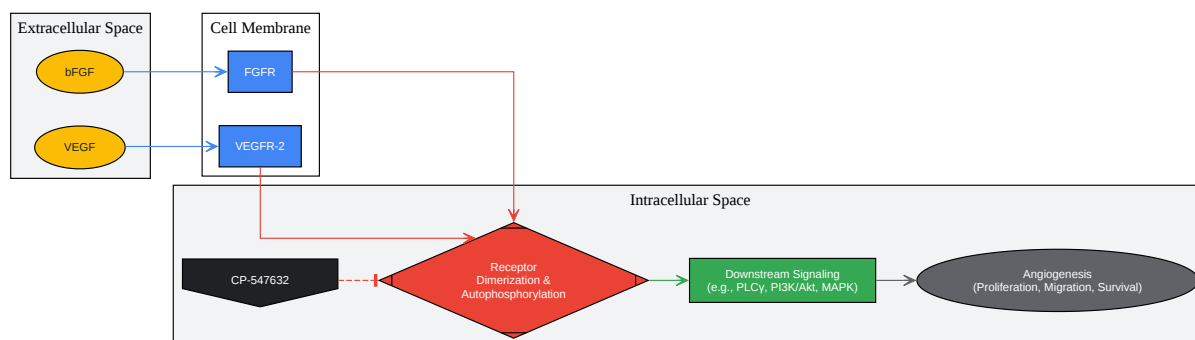 Extracellular Space
Cell Membrane
bFGF
FGFR
VEGF
VEGFR-2
Intracellular Space
CP-547632
Receptor
Dimerization &
Autophosphorylation
Downstream Signaling
(e.g., PLCγ, PI3K/Akt, MAPK)
Angiogenesis
(Proliferation, Migration, Survival)